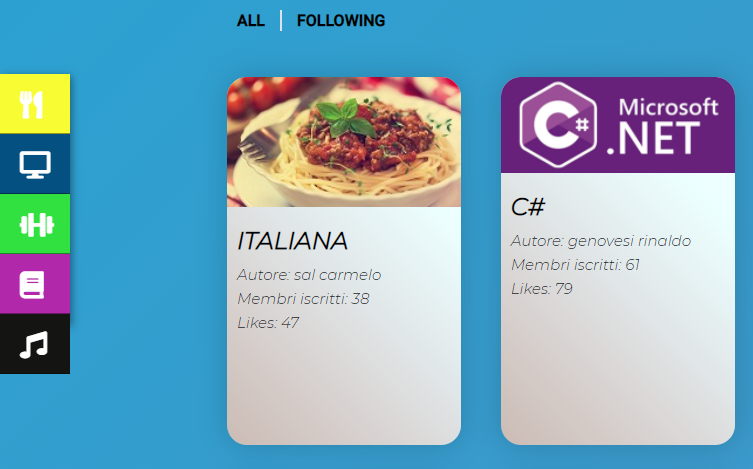 ALL
FOLLOWING
ITALIANA
Autore: sal carmelo
Membri iscritti: 38
Likes: 47
C#
Microsoft
.NET
C#
Autore: genovesi rinaldo
Membri iscritti: 61
Likes: 79